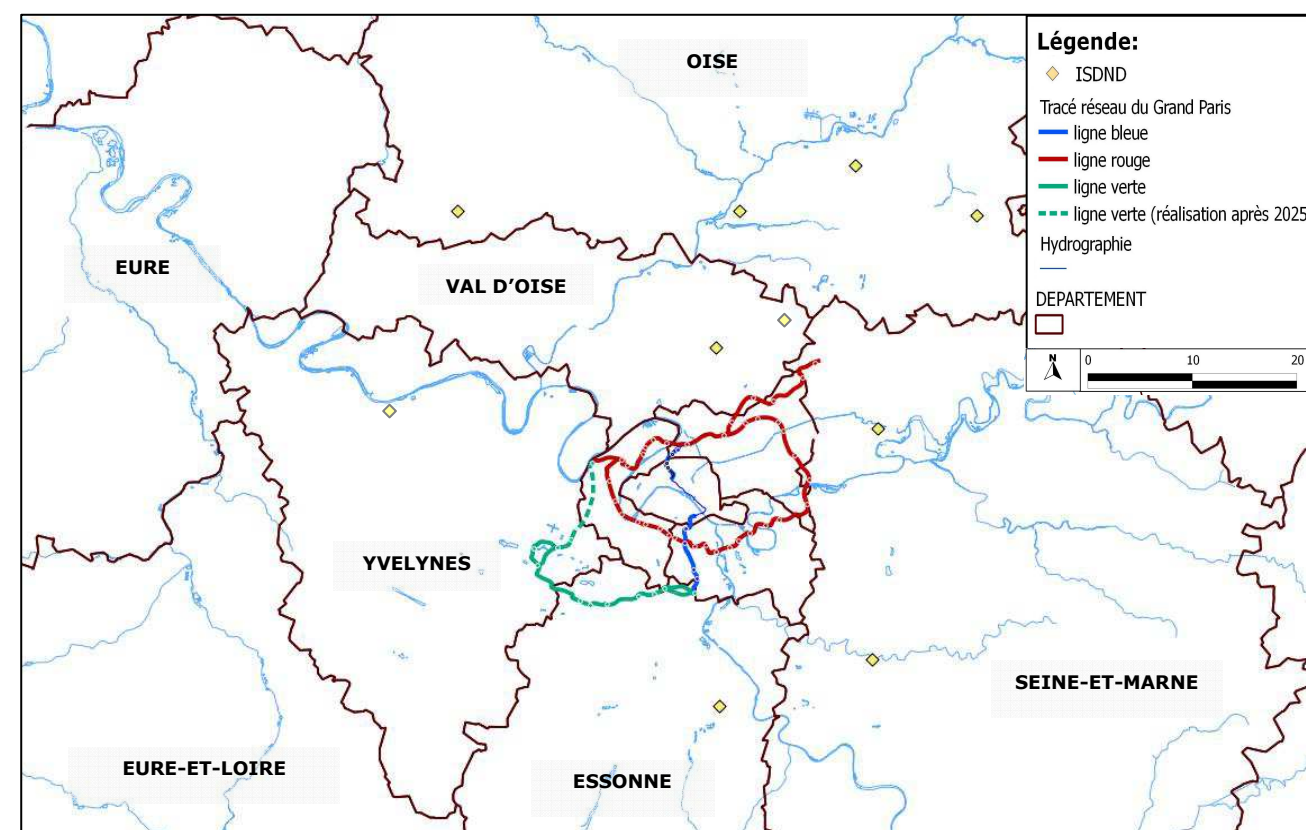 Légende:
ISDND
Tracé réseau du Grand Paris
ligne bleue
ligne rouge
ligne verte
ligne verte (réalisation après 2025
Hydrographie
DEPARTEMENT
N
0 10 20
OISE
EURE
VAL D'OISE
YVELYNES
SEINE-ET-MARNE
EURE-ET-LOIRE
ESSONNE